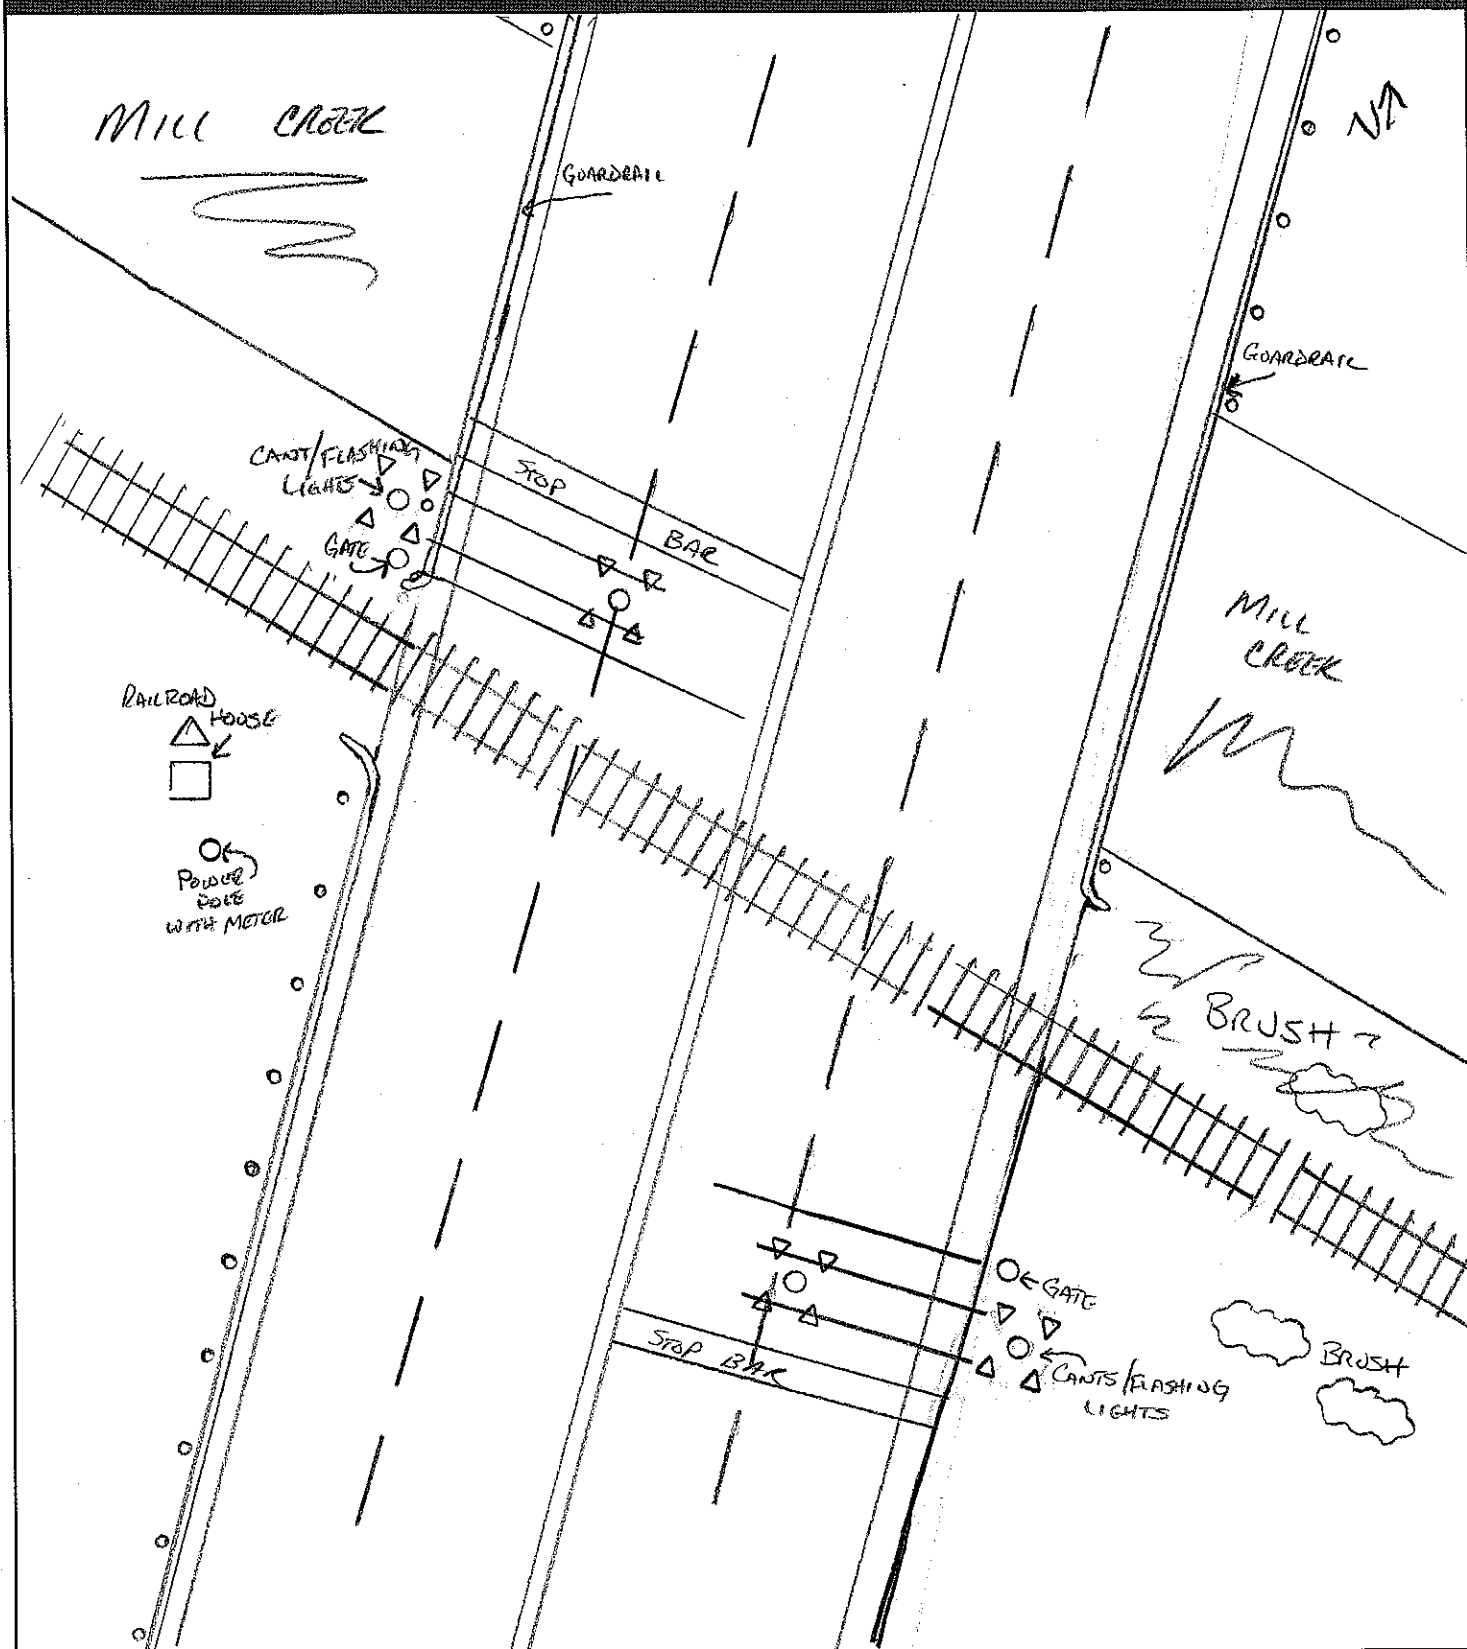 MILL CREEK
N
GUARDRAIL
GUARDRAIL
CANT/FLASHING
LIGHTS
GATE
STOP
BAR
MILL
CREEK
RAILROAD
HOUSE
POWER
POLE
WITH METER
BRUSH
GATE
STOP BAR
CANTS/FLASHING
LIGHTS
BRUSH